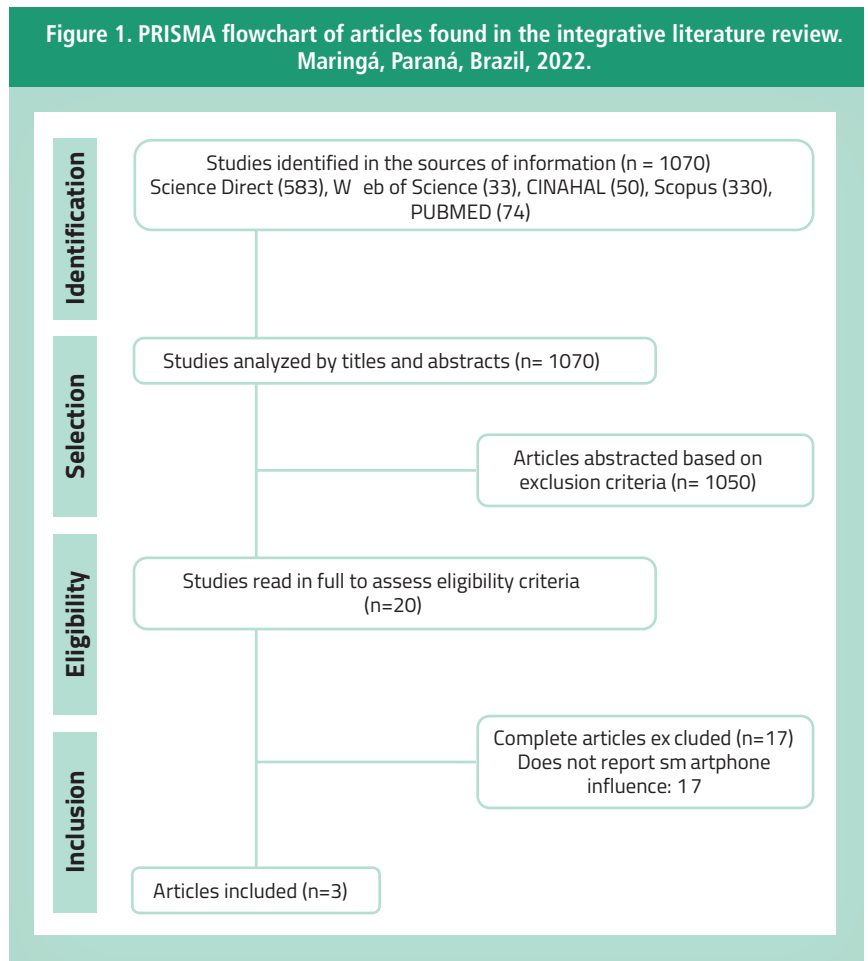 Figure 1. PRISMA flowchart of articles found in the integrative literature review.
Maringá, Paraná, Brazil, 2022.
Identification
Studies identified in the sources of information (n = 1070)
Science Direct (583), W eb of Science (33), CINAHAL (50), Scopus (330),
PUBMED (74)
Selection
Studies analyzed by titles and abstracts (n= 1070)
Articles abstracted based on
exclusion criteria (n= 1050)
Eligibility
Studies read in full to assess eligibility criteria
(n=20)
Inclusion
Complete articles ex cluded (n=17)
Does not report sm artphone
influence: 1 7
Articles included (n=3)